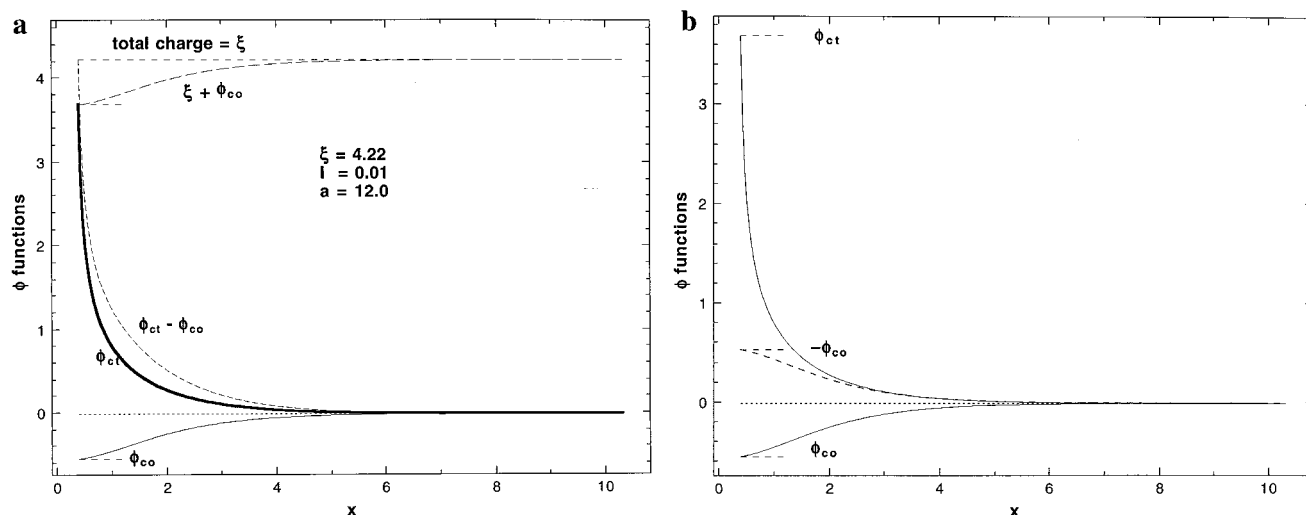 a
total charge = ξ
ξ + ϕco
ξ = 4.22
I = 0.01
a = 12.0
ϕct - ϕco
ϕct
ϕco
ϕ functions
4
3
2
1
0
0
2
4
6
8
10
x
b
ϕct
-ϕco
ϕco
ϕ functions
3
2
1
0
0
2
4
6
8
10
x